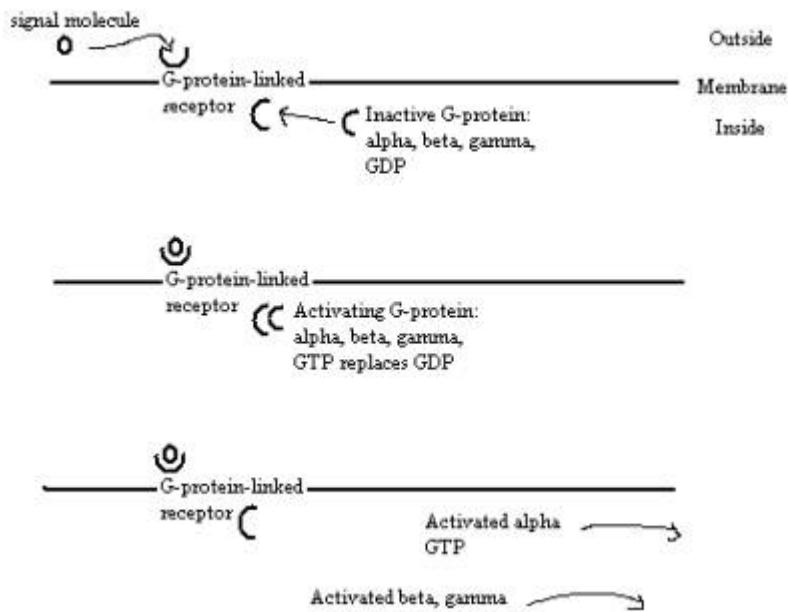 signal molecule
Outside
G-protein-linked
receptor
Membrane
Inactive G-protein:
alpha, beta, gamma,
GDP
Inside
G-protein-linked
receptor
Activating G-protein:
alpha, beta, gamma,
GTP replaces GDP
G-protein-linked
receptor
Activated alpha
GTP
Activated beta, gamma